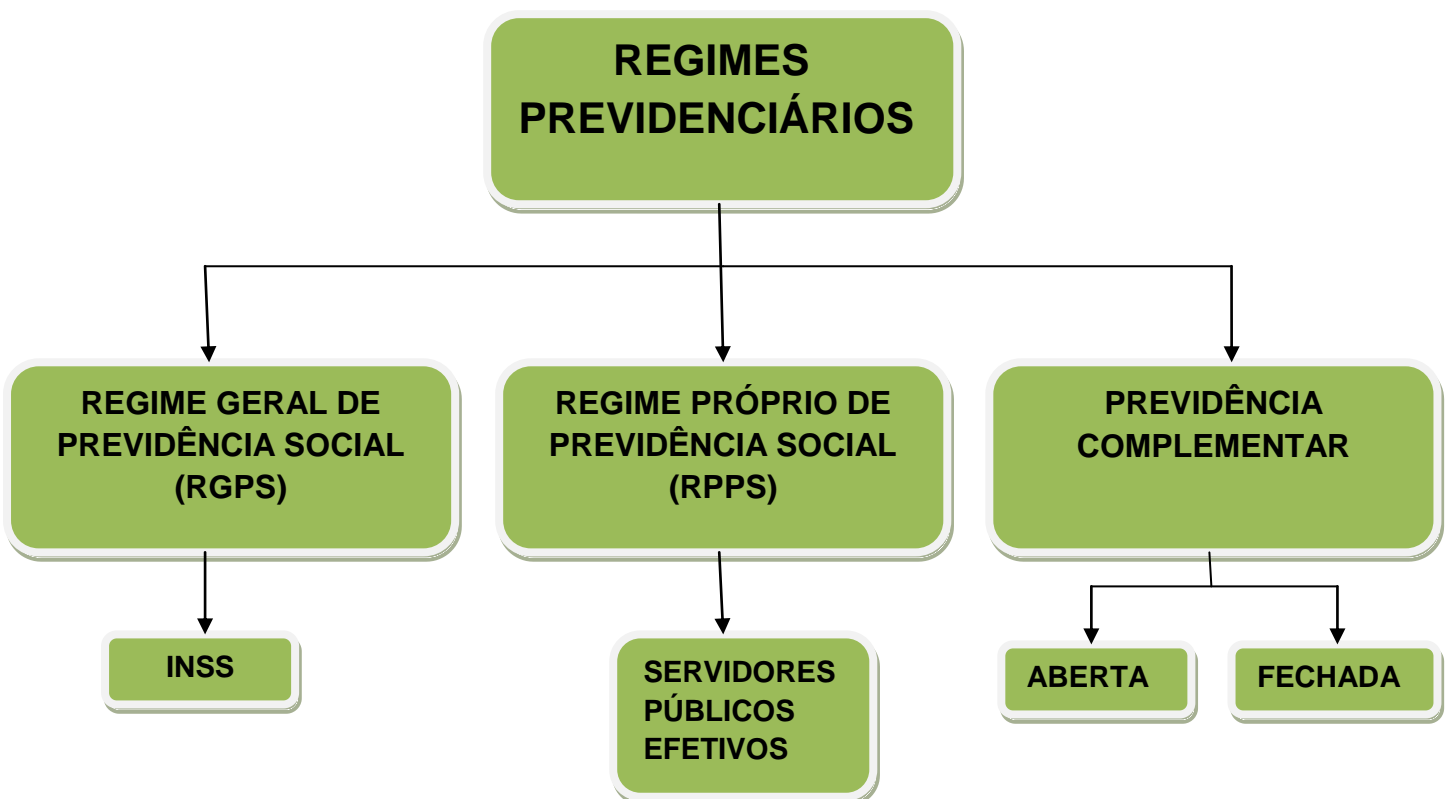 REGIMES
PREVIDENCIÁRIOS
REGIME GERAL DE
PREVIDÊNCIA SOCIAL
(RGPS)
REGIME PRÓPRIO DE
PREVIDÊNCIA SOCIAL
(RPPS)
PREVIDÊNCIA
COMPLEMENTAR
INSS
SERVIDORES
PÚBLICOS
EFETIVOS
ABERTA
FECHADA